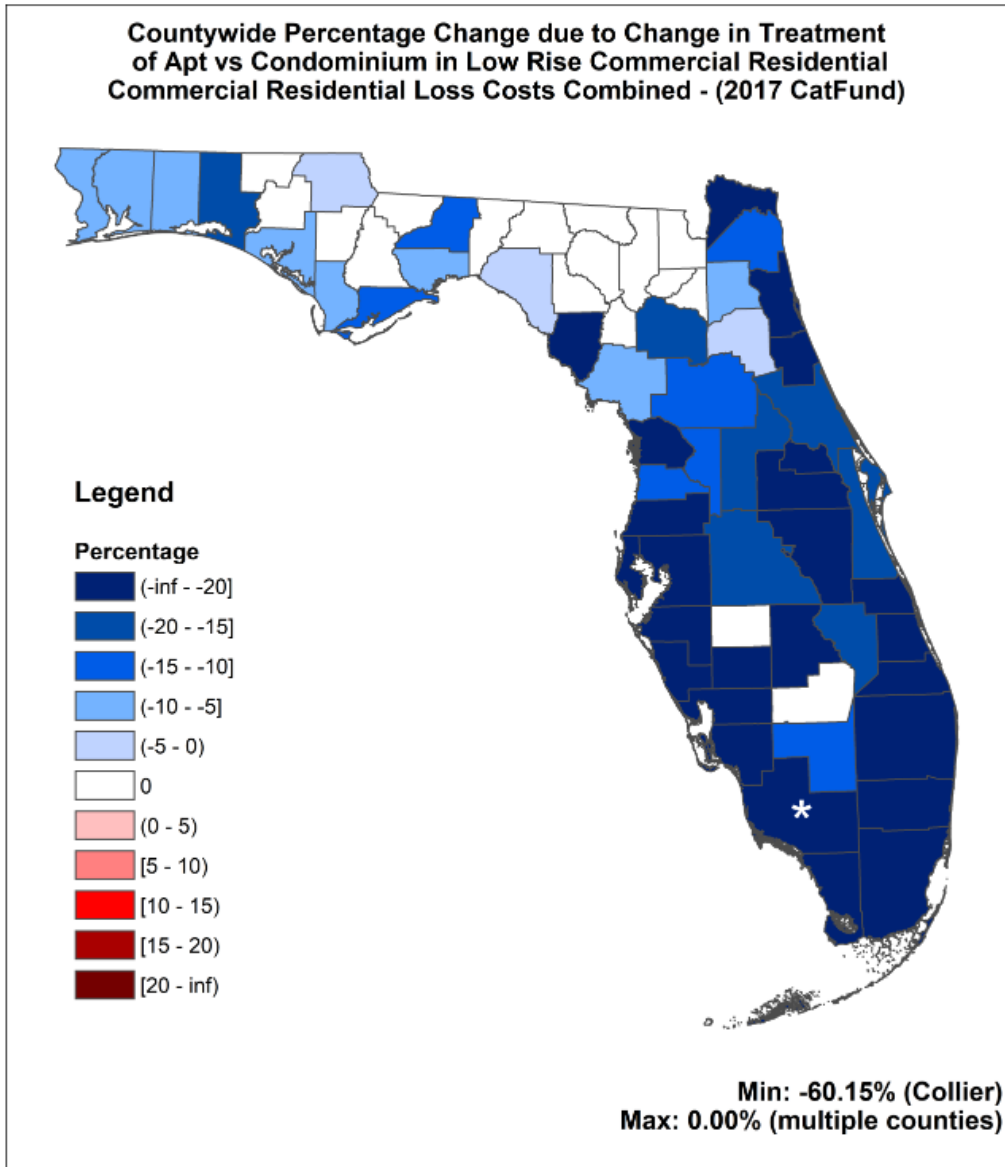 Countywide Percentage Change due to Change in Treatment
of Apt vs Condominium in Low Rise Commercial Residential
Commercial Residential Loss Costs Combined - (2017 CatFund)
Legend
Percentage
(-inf - -20]
(-20 - -15]
(-15 - -10]
(-10 - -5]
(-5 - 0)
0
(0 - 5)
[5 - 10)
[10 - 15)
[15 - 20)
[20 - inf)
*
Min: -60.15% (Collier)
Max: 0.00% (multiple counties)